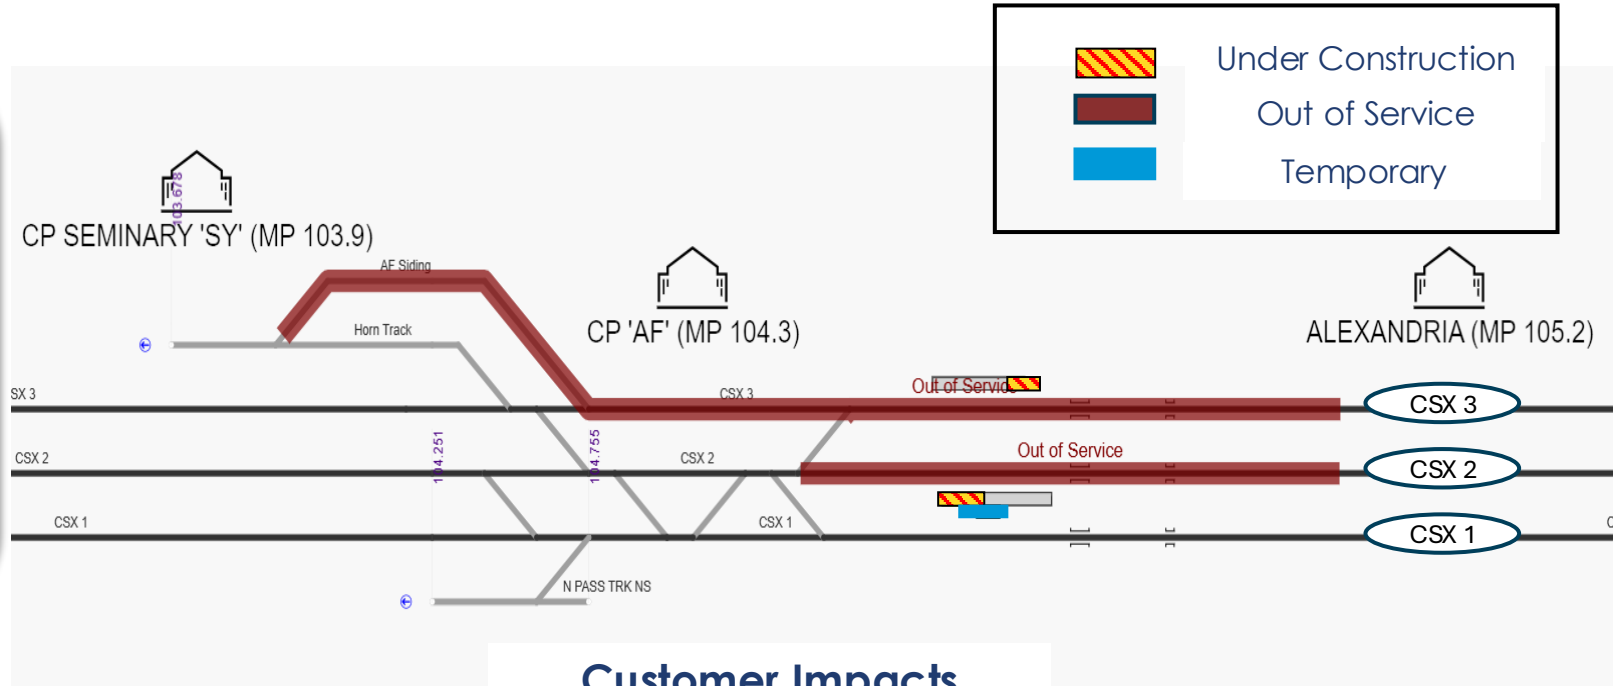 Under Construction
Out of Service
Temporary
103.678
CP SEMINARY 'SY' (MP 103.9)
AF Siding
Horn Track
CP 'AF' (MP 104.3)
ALEXANDRIA (MP 105.2)
SX 3
CSX 3
Out of Service
CSX 3
104.251
104.755
CSX 2
CSX 2
Out of Service
CSX 2
CSX 1
CSX 1
CSX 1
C
N PASS TRK NS
Customer Impacts